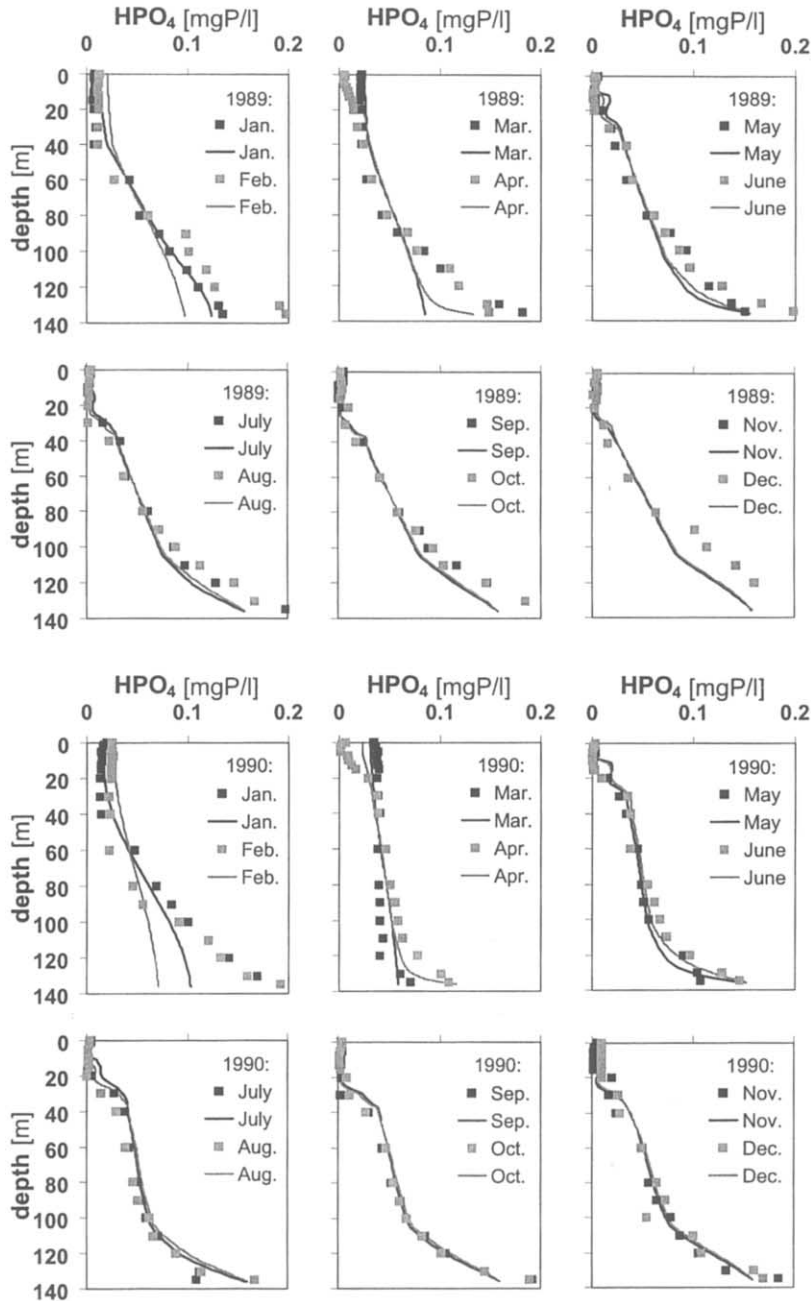 HPO₄ [mgP/l] HPO₄ [mgP/l] HPO₄ [mgP/l]
0 0.1 0.2 0 0.1 0.2 0 0.1 0.2
depth [m]
0
20
40
60
80
100
120
140
1989:
Jan.
Jan.
Feb.
Feb.
1989:
Mar.
Mar.
Apr.
Apr.
1989:
May
May
June
June
depth [m]
0
20
40
60
80
100
120
140
1989:
July
July
Aug.
Aug.
1989:
Sep.
Sep.
Oct.
Oct.
1989:
Nov.
Nov.
Dec.
Dec.
HPO₄ [mgP/l] HPO₄ [mgP/l] HPO₄ [mgP/l]
0 0.1 0.2 0 0.1 0.2 0 0.1 0.2
depth [m]
0
20
40
60
80
100
120
140
1990:
Jan.
Jan.
Feb.
Feb.
1990:
Mar.
Mar.
Apr.
Apr.
1990:
May
May
June
June
depth [m]
0
20
40
60
80
100
120
140
1990:
July
July
Aug.
Aug.
1990:
Sep.
Sep.
Oct.
Oct.
1990:
Nov.
Nov.
Dec.
Dec.